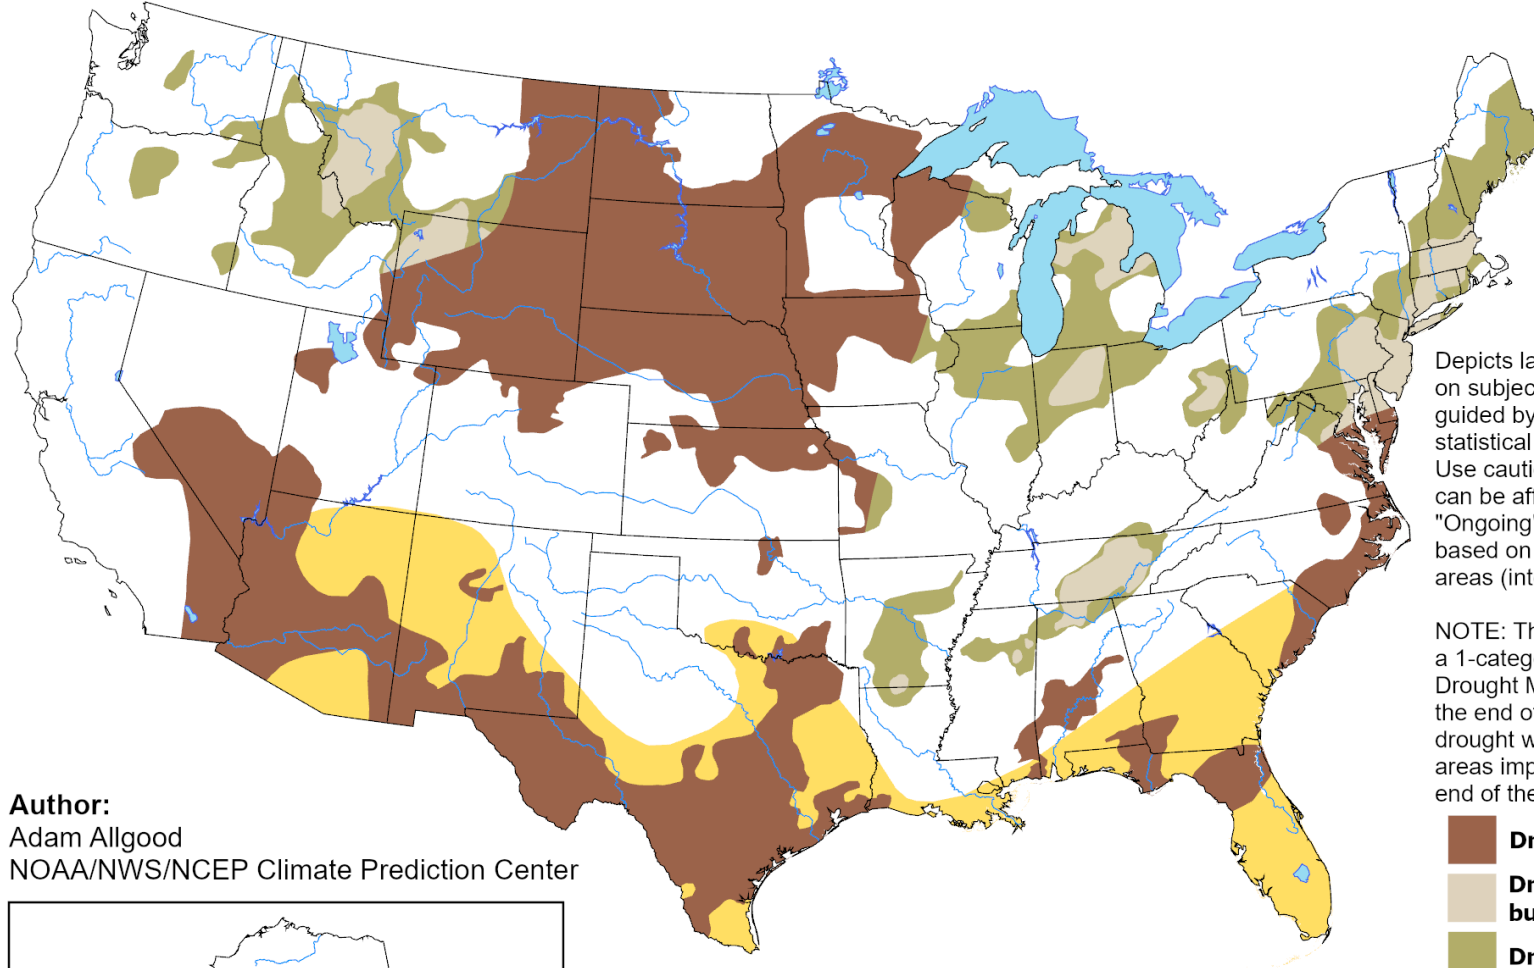 Depicts la
on subjec
guided by
statistical
Use cauti
can be aff
"Ongoing"
based on
areas (int
NOTE: Th
a 1-categ
Drought M
the end of
drought w
areas imp
end of the
Author:
Adam Allgood
NOAA/NWS/NCEP Climate Prediction Center
Dr
Dr
bu
Dr